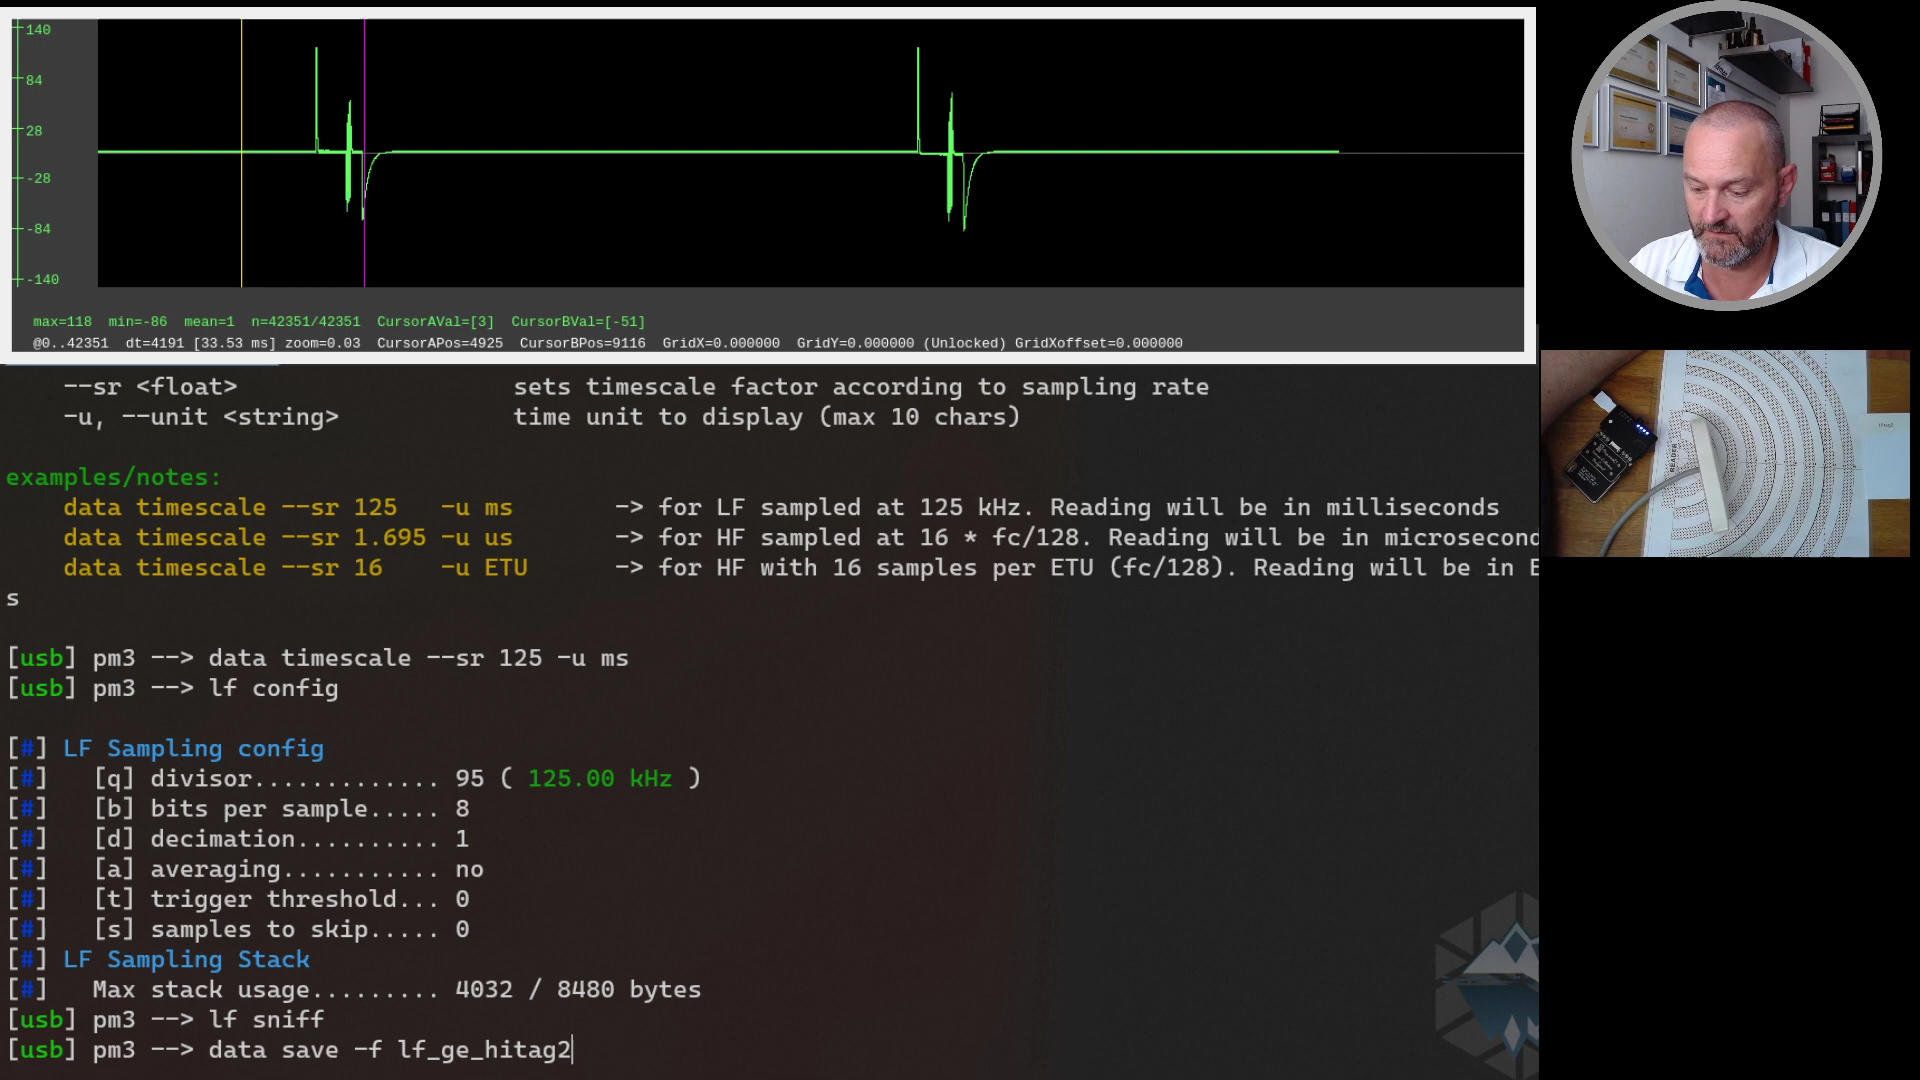 140
84
28
-28
-84
-140
max=118 min=-86 mean=1 n=42351/42351 CursorAVal=[3] CursorBVal=[-51]
@0..42351 dt=4191 [33.53 ms] zoom=0.03 CursorAPos=4925 CursorBPos=9116 GridX=0.000000 GridY=0.000000 (Unlocked) GridXoffset=0.000000
--sr <float> sets timescale factor according to sampling rate
-u, --unit <string> time unit to display (max 10 chars)
examples/notes:
data timescale --sr 125 -u ms -> for LF sampled at 125 kHz. Reading will be in milliseconds
data timescale --sr 1.695 -u us -> for HF sampled at 16 * fc/128. Reading will be in microsecond
data timescale --sr 16 -u ETU -> for HF with 16 samples per ETU (fc/128). Reading will be in E
s
[usb] pm3 --> data timescale --sr 125 -u ms
[usb] pm3 --> lf config
[#] LF Sampling config
[#] [q] divisor............. 95 ( 125.00 kHz )
[#] [b] bits per sample..... 8
[#] [d] decimation.......... 1
[#] [a] averaging........... no
[#] [t] trigger threshold... 0
[#] [s] samples to skip..... 0
[#] LF Sampling Stack
[#] Max stack usage......... 4032 / 8480 bytes
[usb] pm3 --> lf sniff
[usb] pm3 --> data save -f lf_ge_hitag2
READER